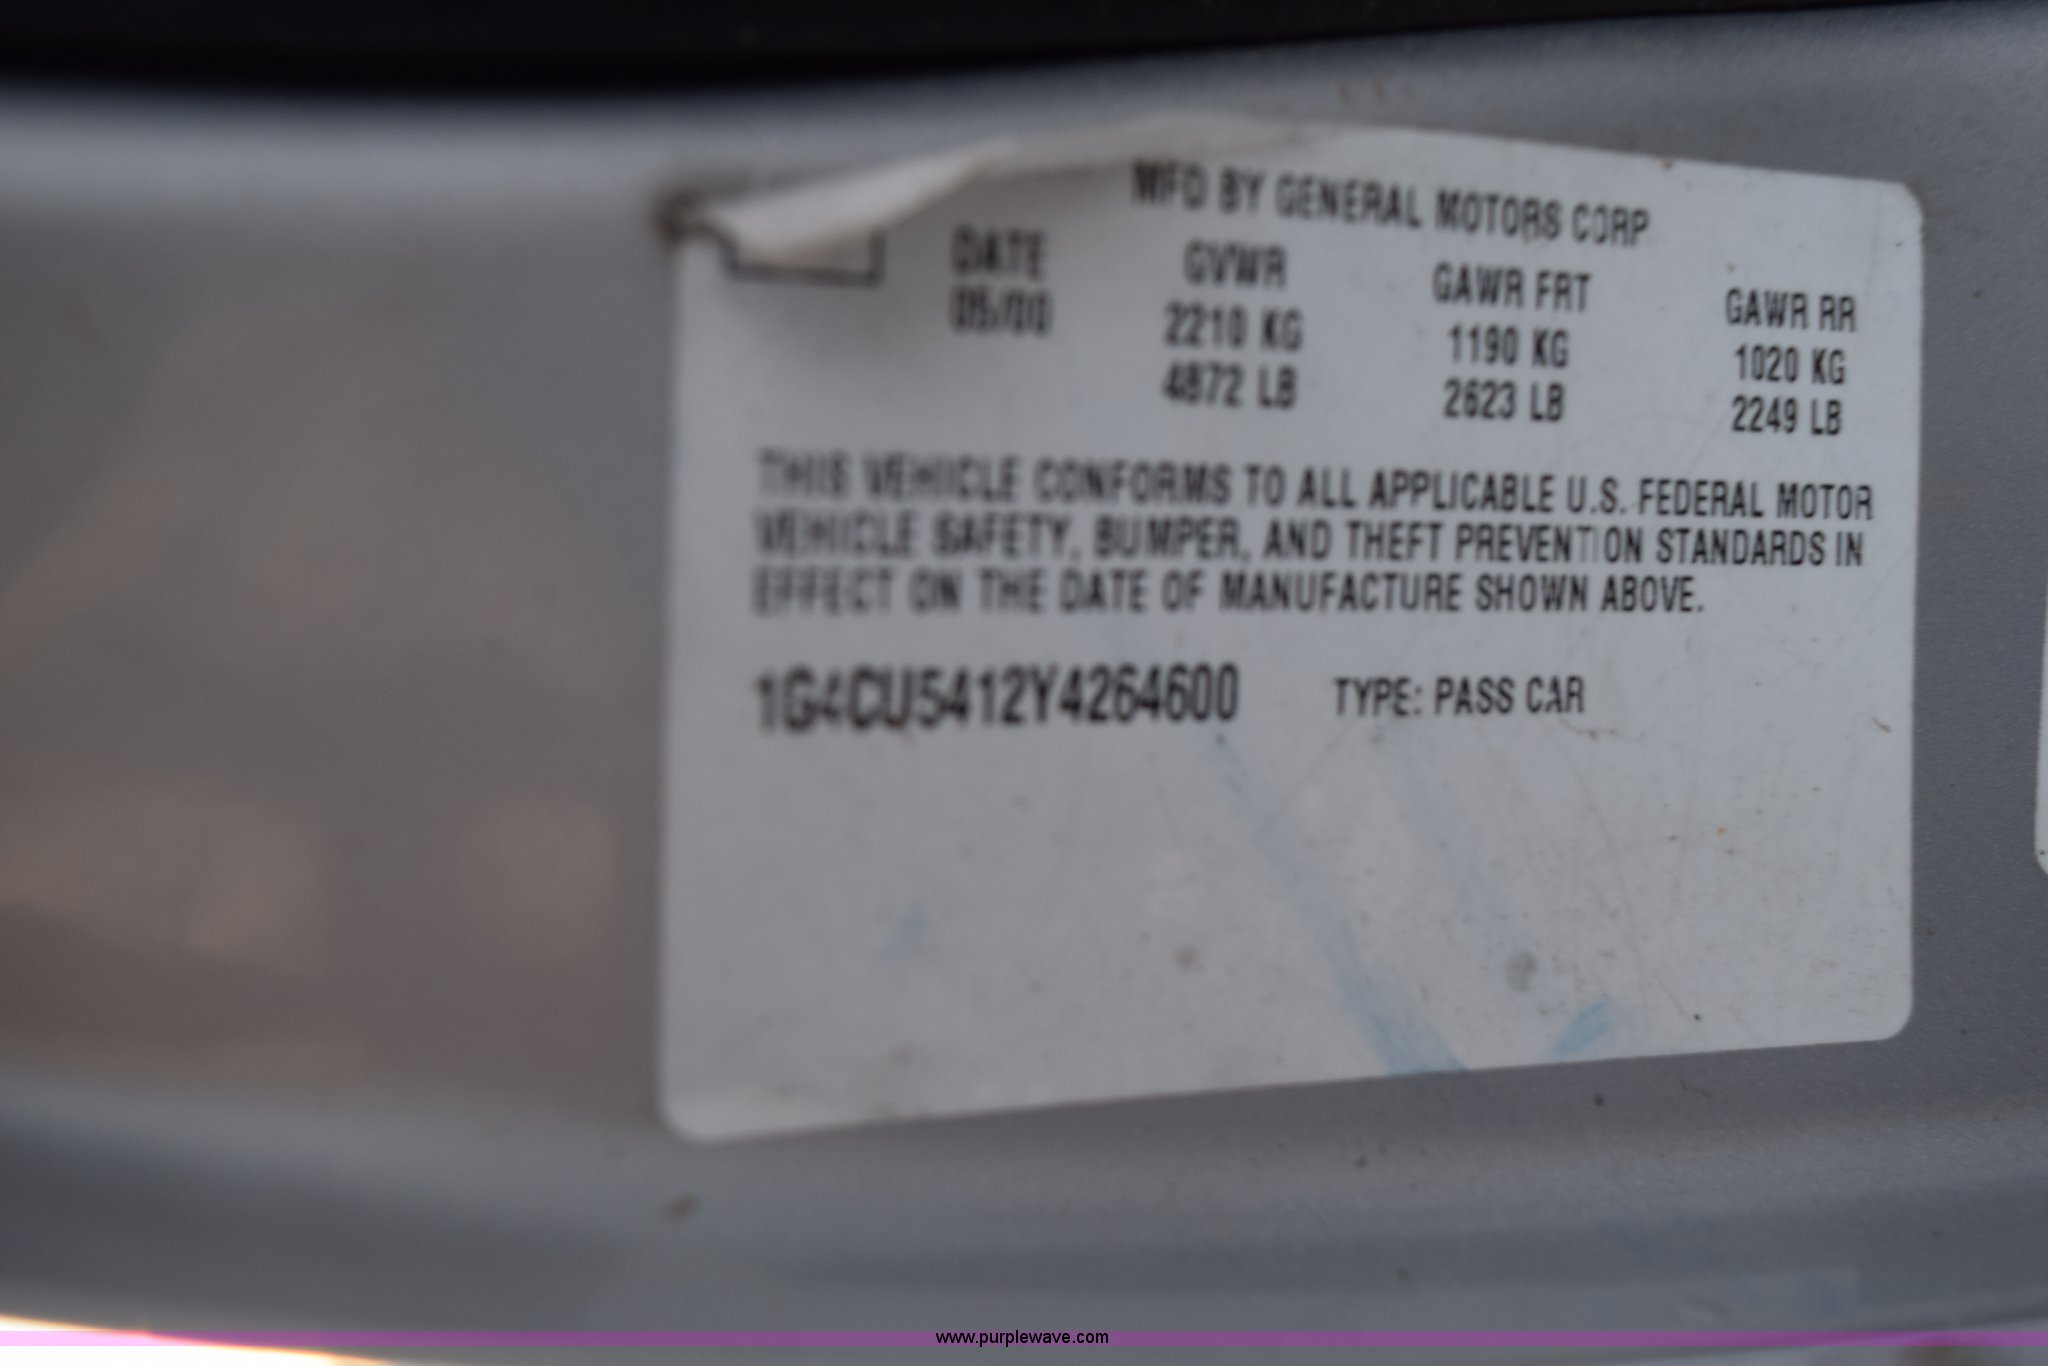 MFD BY GENERAL MOTORS CORP
DATE GVWR GAWR FRT GAWR RR
05/00 2210 KG 1190 KG 1020 KG
4872 LB 2623 LB 2249 LB
THIS VEHICLE CONFORMS TO ALL APPLICABLE U.S. FEDERAL MOTOR
VEHICLE SAFETY, BUMPER, AND THEFT PREVENTION STANDARDS IN
EFFECT ON THE DATE OF MANUFACTURE SHOWN ABOVE.
1G4CU5412Y4264600 TYPE: PASS CAR
www.purplewave.com